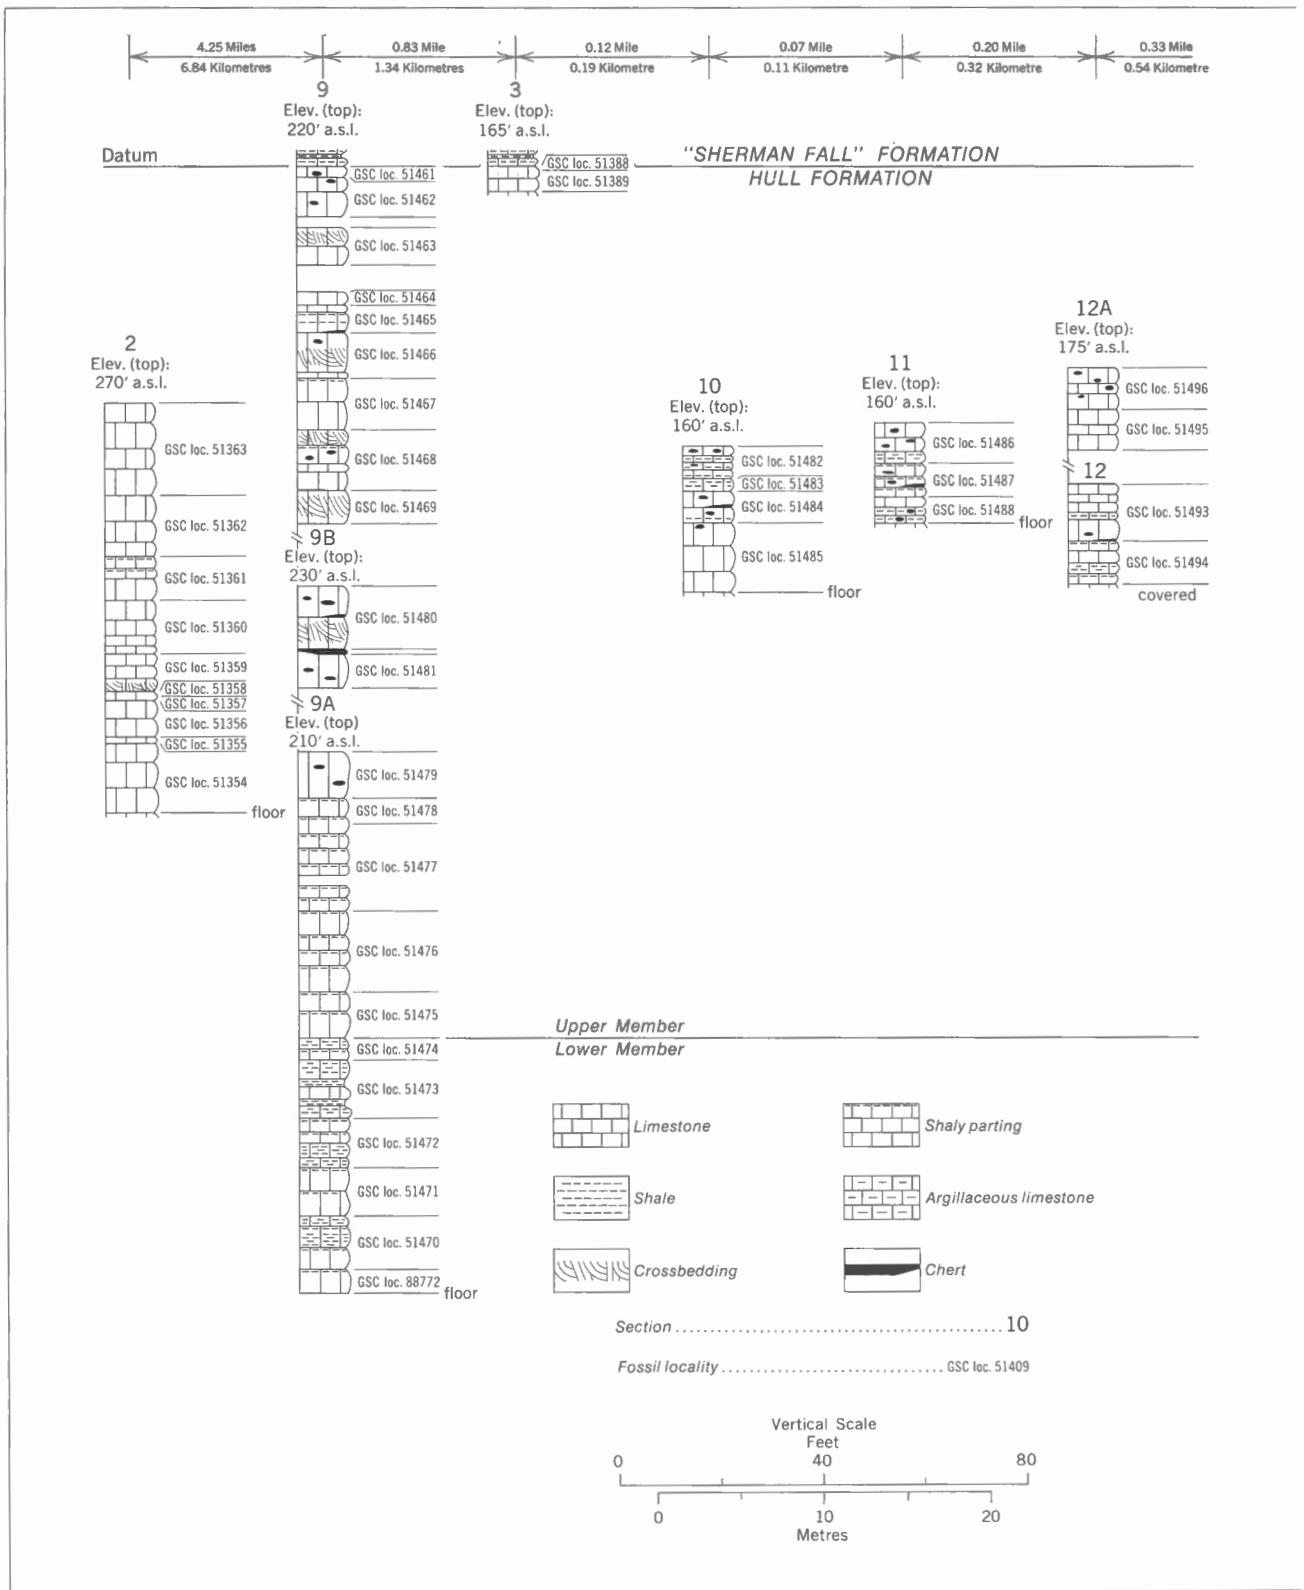 4.25 Miles
6.84 Kilometres
0.83 Mile
1.34 Kilometres
0.12 Mile
0.19 Kilometre
0.07 Mile
0.11 Kilometre
0.20 Mile
0.32 Kilometre
0.33 Mile
0.54 Kilometre
Datum
"SHERMAN FALL" FORMATION
HULL FORMATION
2
Elev. (top):
270' a.s.l.
GSC loc. 51363
GSC loc. 51362
GSC loc. 51361
GSC loc. 51360
GSC loc. 51359
GSC loc. 51358
GSC loc. 51357
GSC loc. 51356
GSC loc. 51355
GSC loc. 51354
floor
9
Elev. (top):
220' a.s.l.
GSC loc. 51461
GSC loc. 51462
GSC loc. 51463
GSC loc. 51464
GSC loc. 51465
GSC loc. 51466
GSC loc. 51467
GSC loc. 51468
GSC loc. 51469
9B
Elev. (top):
230' a.s.l.
GSC loc. 51480
GSC loc. 51481
9A
Elev. (top)
210' a.s.l.
GSC loc. 51479
GSC loc. 51478
GSC loc. 51477
GSC loc. 51476
GSC loc. 51475
GSC loc. 51474
GSC loc. 51473
GSC loc. 51472
GSC loc. 51471
GSC loc. 51470
GSC loc. 88772
floor
3
Elev. (top):
165' a.s.l.
GSC loc. 51388
GSC loc. 51389
10
Elev. (top):
160' a.s.l.
GSC loc. 51482
GSC loc. 51483
GSC loc. 51484
GSC loc. 51485
floor
11
Elev. (top):
160' a.s.l.
GSC loc. 51486
GSC loc. 51487
GSC loc. 51488
floor
12A
Elev. (top):
175' a.s.l.
GSC loc. 51496
GSC loc. 51495
12
GSC loc. 51493
GSC loc. 51494
covered
Upper Member
Lower Member
Limestone
Shaly parting
Shale
Argillaceous limestone
Crossbedding
Chert
Section ............................................ 10
Fossil locality ............................. GSC loc. 51409
Vertical Scale
Feet
0 40 80
0 10 20
Metres